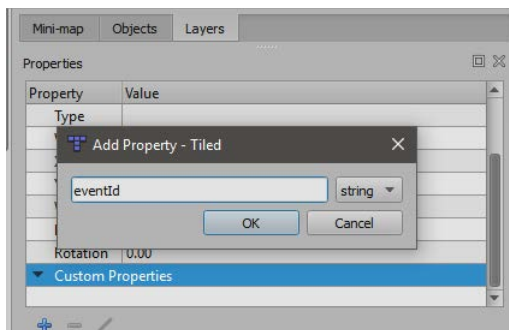 Mini-map Objects Layers
Properties
Property Value
Type
Add Property - Tiled
eventId string
OK Cancel
Rotation 0.00
Custom Properties